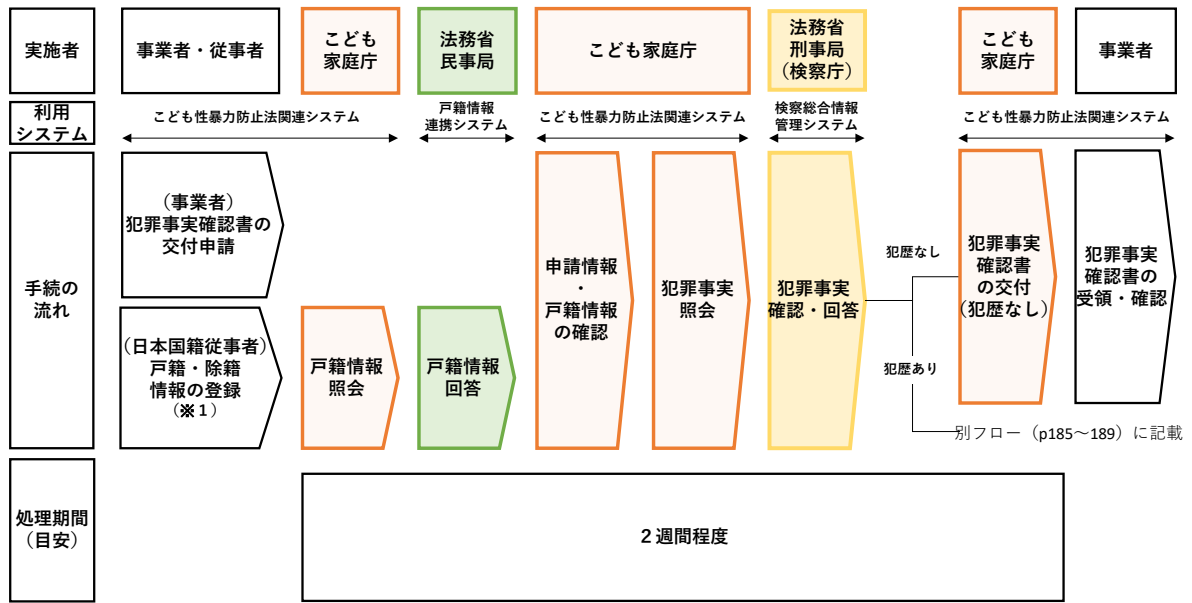 実施者
事業者・従事者
こども
家庭庁
法務省
民事局
こども家庭庁
法務省
刑事局
（検察庁）
こども
家庭庁
事業者
利用
システム
こども性暴力防止法関連システム
戸籍情報
連携システム
こども性暴力防止法関連システム
検察総合情報
管理システム
こども性暴力防止法関連システム
手続の
流れ
（事業者）
犯罪事実確認書の
交付申請
（日本国籍従事者）
戸籍・除籍
情報の登録
（※１）
戸籍情報
照会
戸籍情報
回答
申請情報
・
戸籍情報
の確認
犯罪事実
照会
犯罪事実
確認・回答
犯歴なし
犯歴あり
犯罪事実
確認書
の交付
(犯歴なし)
犯罪事実
確認書の
受領・確認
別フロー（p185～189）に記載
処理期間
（目安）
２週間程度